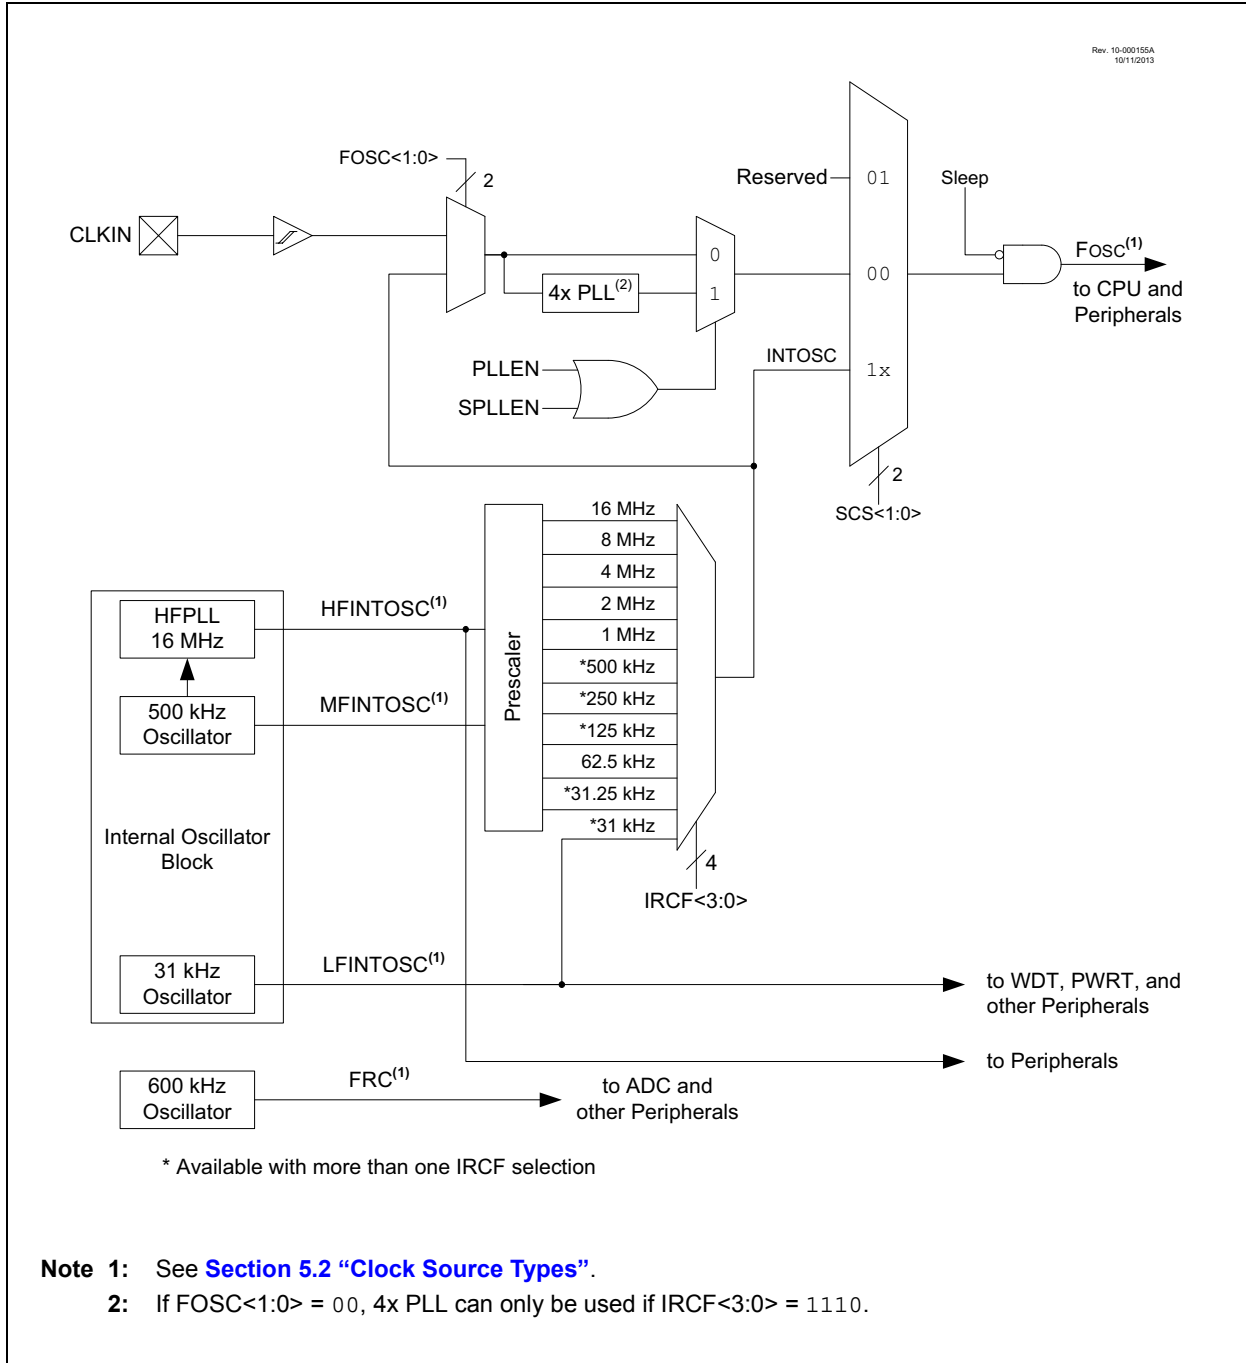 Rev. 10-000155A
10/11/2013
FOSC<1:0>
2
Reserved
01
Sleep
CLKIN
0
FOSC(1)
4x PLL(2)
1
00
to CPU and
Peripherals
INTOSC
1x
PLLEN
SPLLEN
2
SCS<1:0>
16 MHz
8 MHz
4 MHz
2 MHz
1 MHz
*500 kHz
*250 kHz
*125 kHz
62.5 kHz
*31.25 kHz
*31 kHz
Prescaler
HFPLL
16 MHz
HFINTOSC(1)
500 kHz
Oscillator
MFINTOSC(1)
Internal Oscillator
Block
4
IRCF<3:0>
31 kHz
Oscillator
LFINTOSC(1)
to WDT, PWRT, and
other Peripherals
to Peripherals
600 kHz
Oscillator
FRC(1)
to ADC and
other Peripherals
* Available with more than one IRCF selection
Note 1: See Section 5.2 “Clock Source Types”.
2: If FOSC<1:0> = 00, 4x PLL can only be used if IRCF<3:0> = 1110.